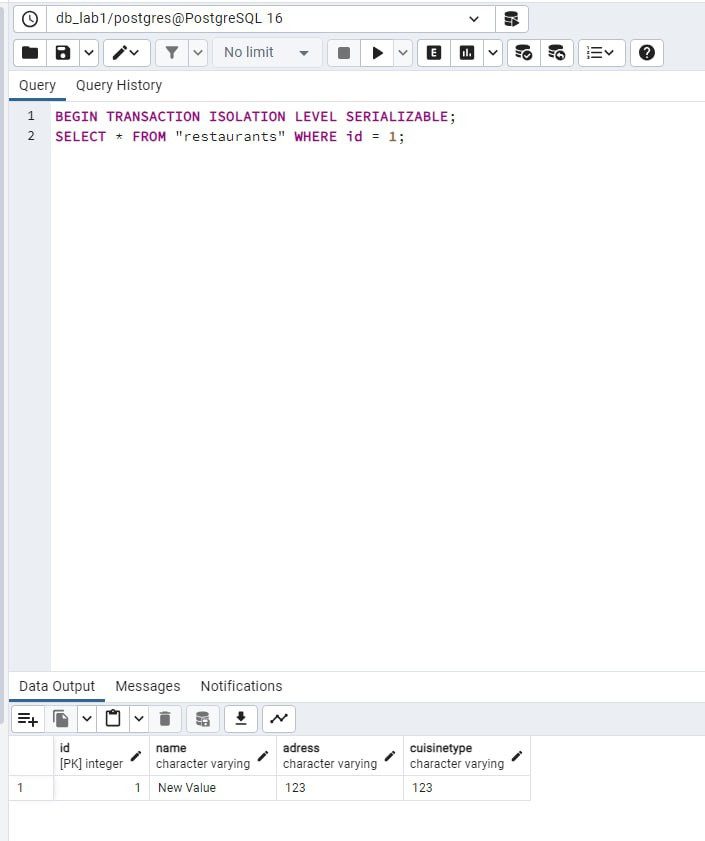 db_lab1/postgres@PostgreSQL 16
No limit
E
Query Query History
1 BEGIN TRANSACTION ISOLATION LEVEL SERIALIZABLE;
2 SELECT * FROM "restaurants" WHERE id = 1;
Data Output Messages Notifications
id name adress cuisinetype
[PK] integer character varying character varying character varying
1 1 New Value 123 123